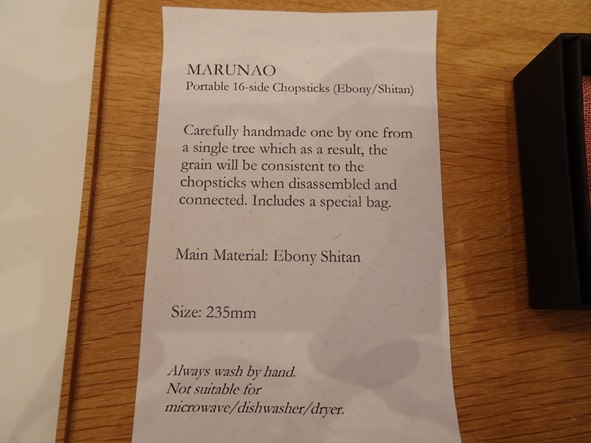 MARUNAO
Portable 16-side Chopsticks (Ebony/Shitan)
Carefully handmade one by one from
a single tree which as a result, the
grain will be consistent to the
chopsticks when disassembled and
connected. Includes a special bag.
Main Material: Ebony Shitan
Size: 235mm
Always wash by hand.
Not suitable for
microwave/dishwasher/dryer.